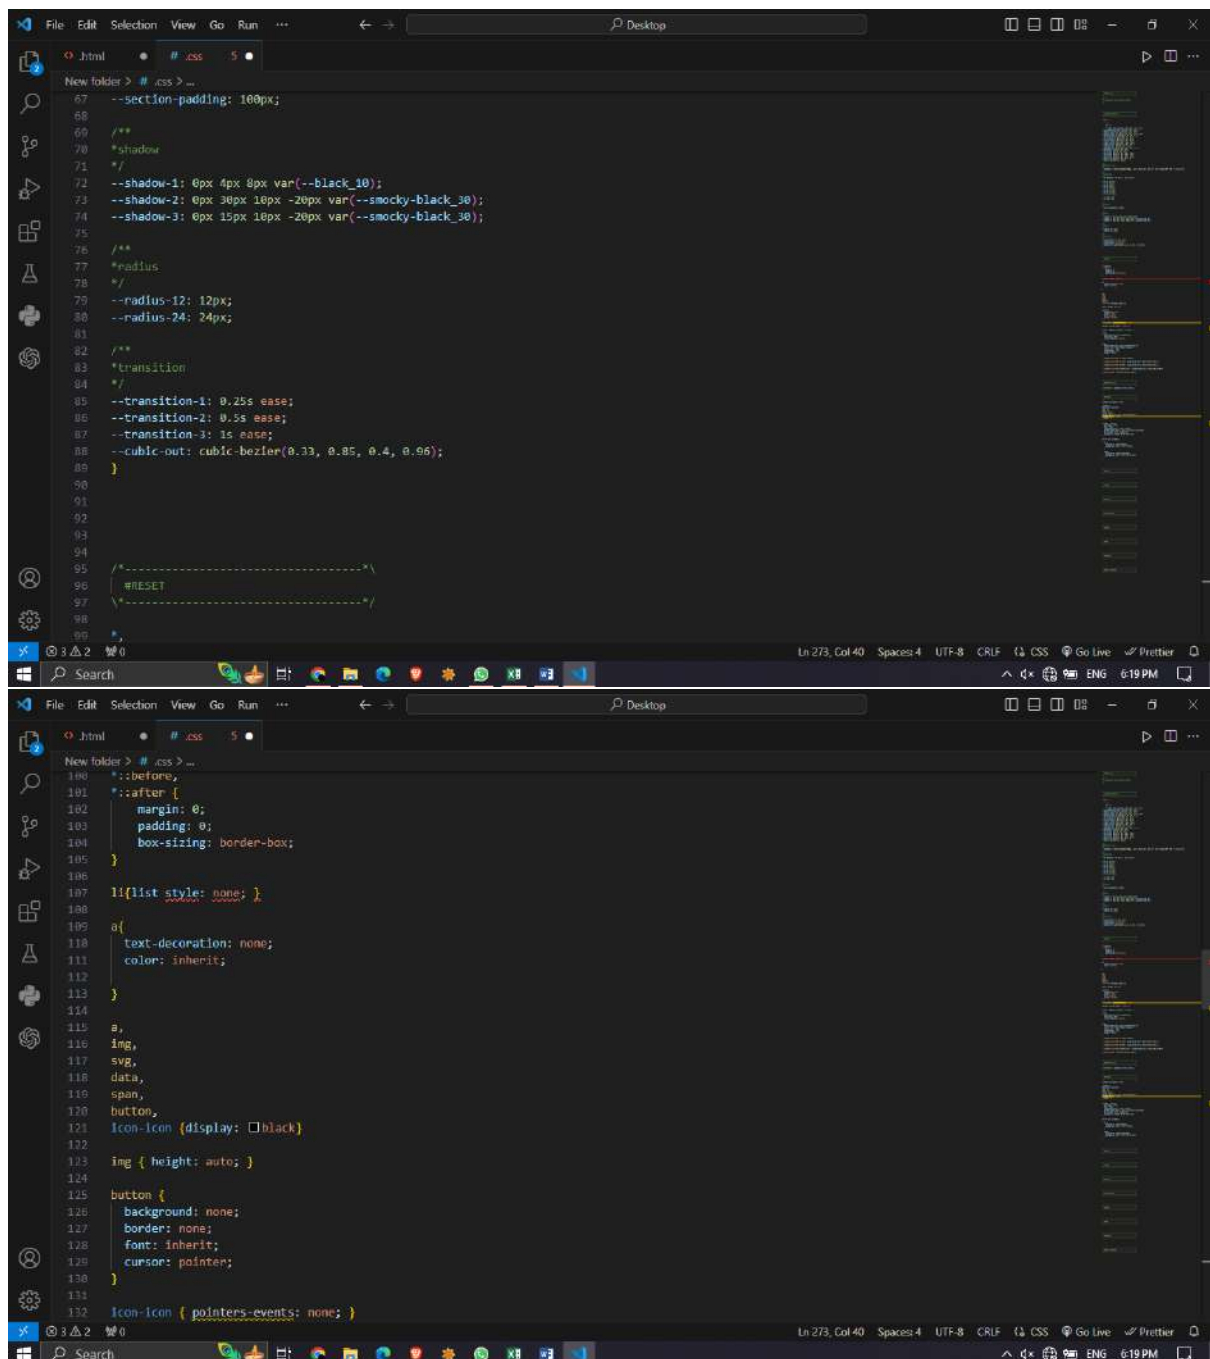 File Edit Selection View Go Run ··· Desktop
.html # .css 5
New folder > # .css > ...
67 --section-padding: 100px;
68
69 /**
70 *shadow
71 */
72 --shadow-1: 0px 4px 8px var(--black_10);
73 --shadow-2: 0px 30px 10px -20px var(--smocky-black_30);
74 --shadow-3: 0px 15px 10px -20px var(--smocky-black_30);
75
76 /**
77 *radius
78 */
79 --radius-12: 12px;
80 --radius-24: 24px;
81
82 /**
83 *transition
84 */
85 --transition-1: 0.25s ease;
86 --transition-2: 0.5s ease;
87 --transition-3: 1s ease;
88 --cubic-out: cubic-bezier(0.33, 0.85, 0.4, 0.96);
89 }
90
91
92
93
94
95 /*-----------------------------------*\
96 #RESET
97 \*-----------------------------------*/
98
99 *,
3 2 0 Ln 273, Col 40 Spaces: 4 UTF-8 CRLF CSS Go Live Prettier
Search ENG 6:19 PM
File Edit Selection View Go Run ··· Desktop
.html # .css 5
New folder > # .css > ...
100 *::before,
101 *::after {
102 margin: 0;
103 padding: 0;
104 box-sizing: border-box;
105 }
106
107 li{list style: none; }
108
109 a{
110 text-decoration: none;
111 color: inherit;
112
113 }
114
115 a,
116 img,
117 svg,
118 data,
119 span,
120 button,
121 Icon-icon {display: black}
122
123 img { height: auto; }
124
125 button {
126 background: none;
127 border: none;
128 font: inherit;
129 cursor: pointer;
130 }
131
132 Icon-icon { pointers-events: none; }
3 2 0 Ln 273, Col 40 Spaces: 4 UTF-8 CRLF CSS Go Live Prettier
Search ENG 6:19 PM